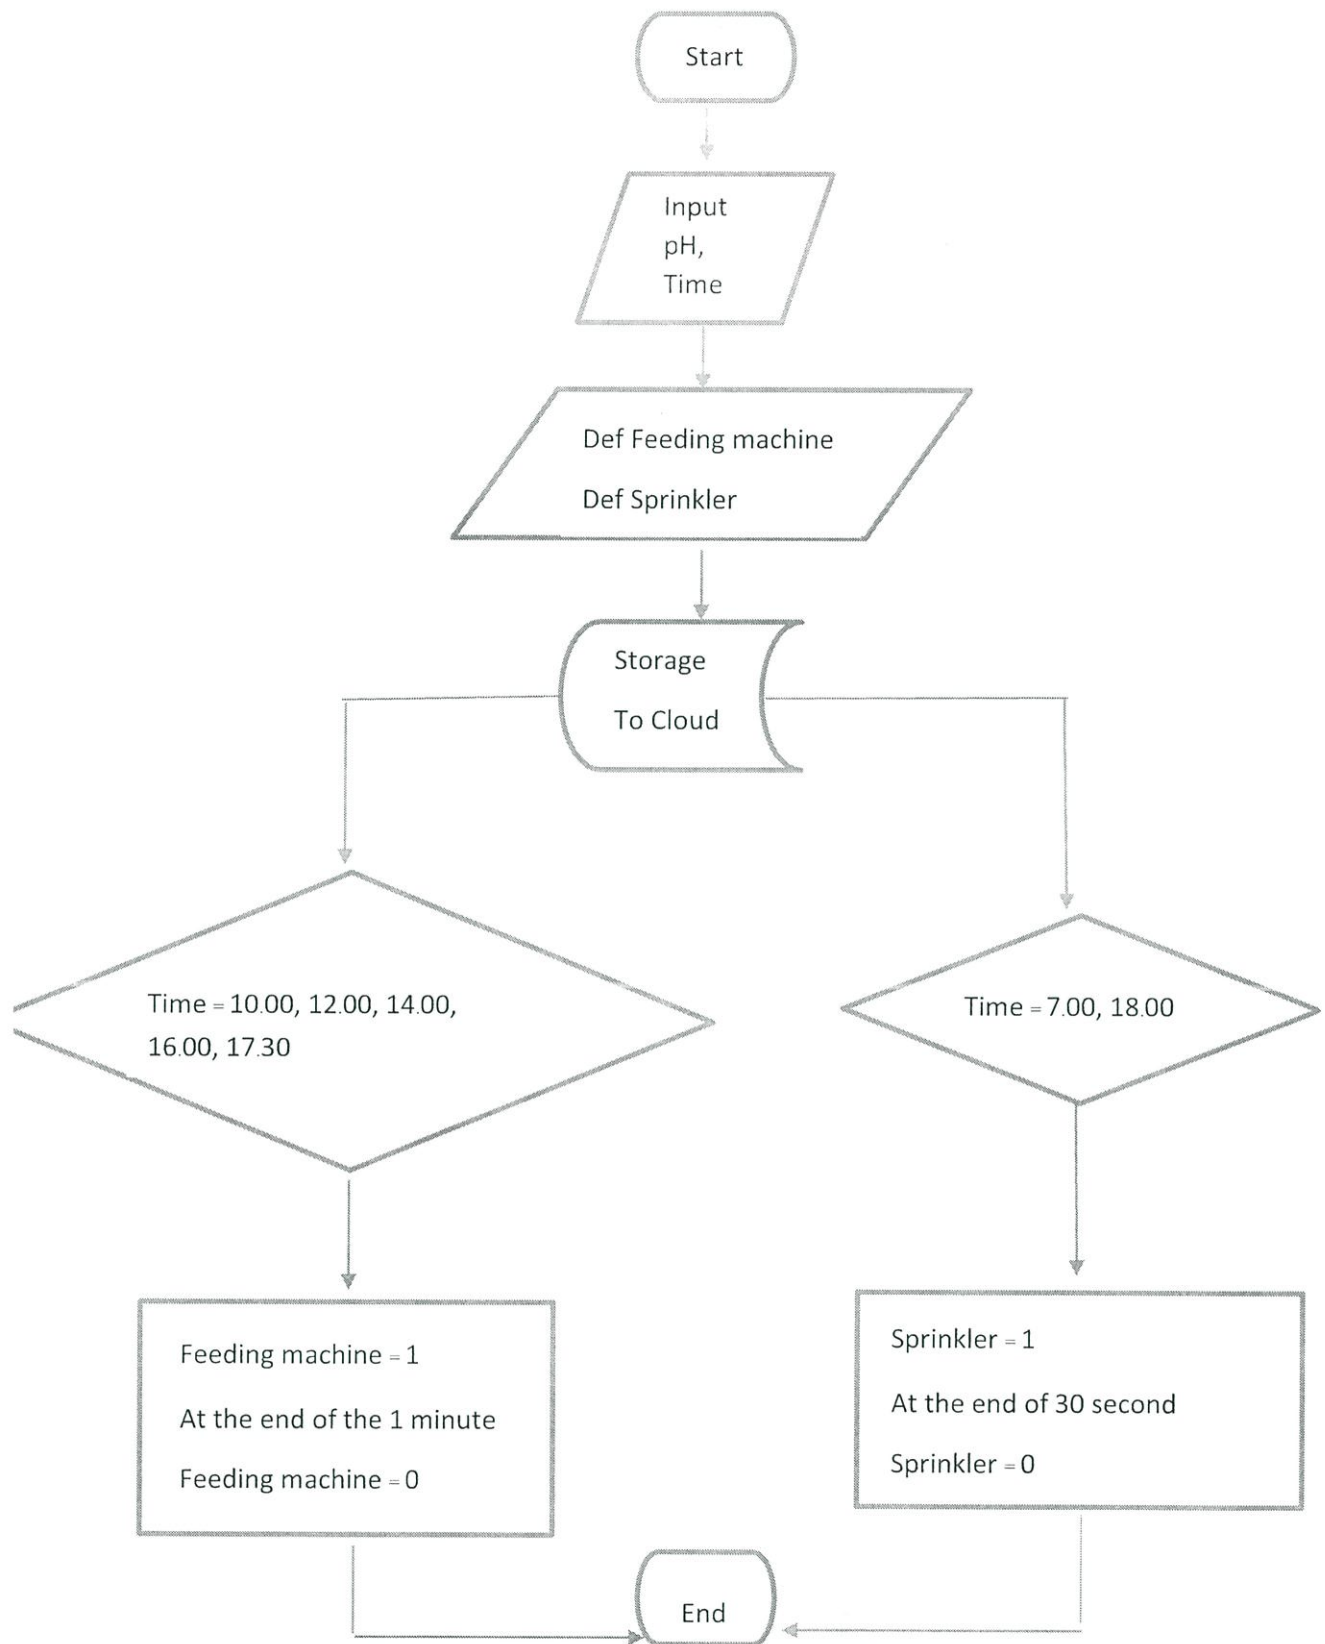 Start
Input
pH,
Time
Def Feeding machine
Def Sprinkler
Storage
To Cloud
Time = 10.00, 12.00, 14.00,
16.00, 17.30
Time = 7.00, 18.00
Feeding machine = 1
At the end of the 1 minute
Feeding machine = 0
Sprinkler = 1
At the end of 30 second
Sprinkler = 0
End